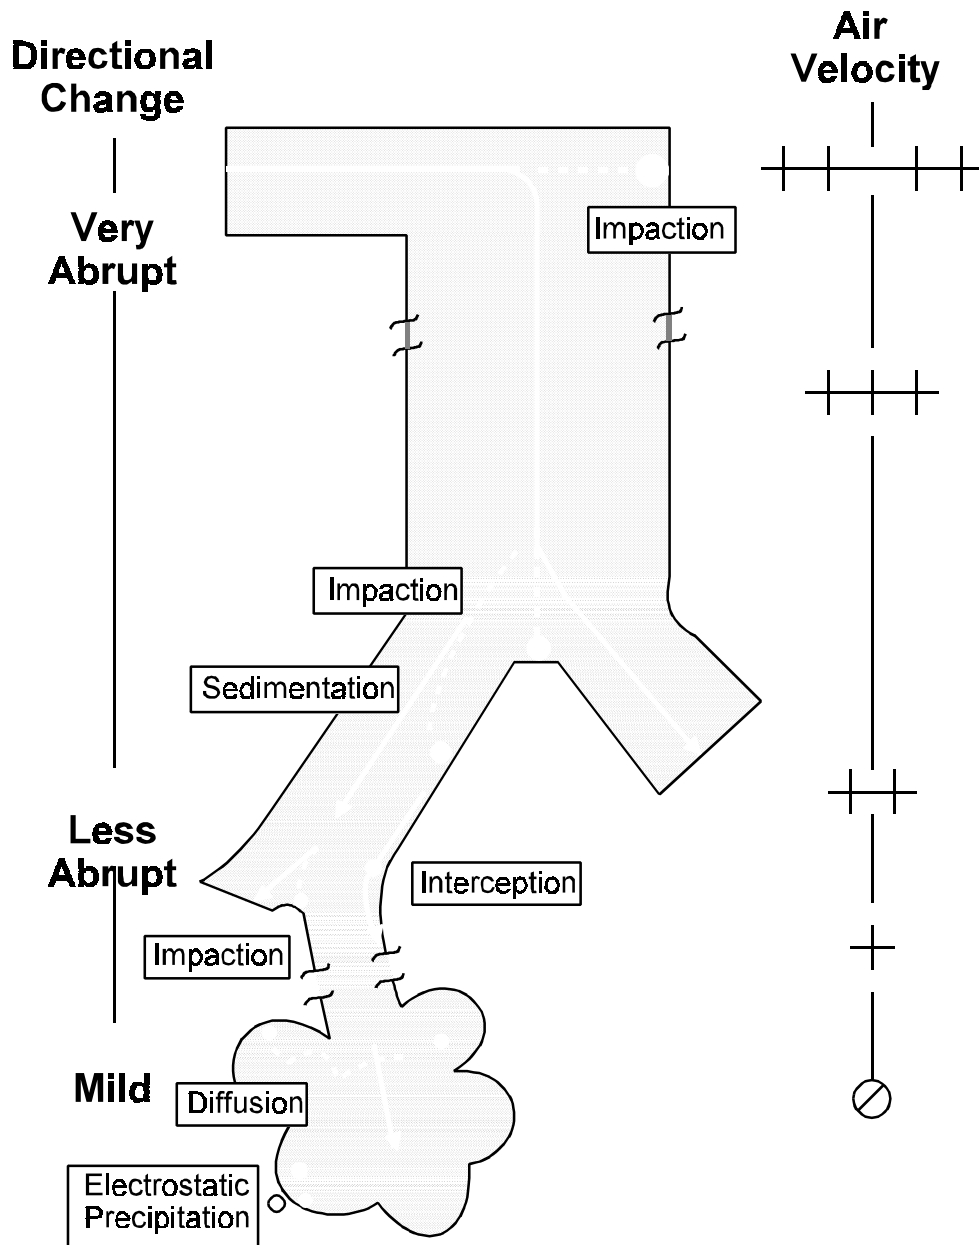 Directional
Change
Air
Velocity
Very
Abrupt
Impaction
Impaction
Sedimentation
Less
Abrupt
Interception
Impaction
Mild
Diffusion
Electrostatic
Precipitation